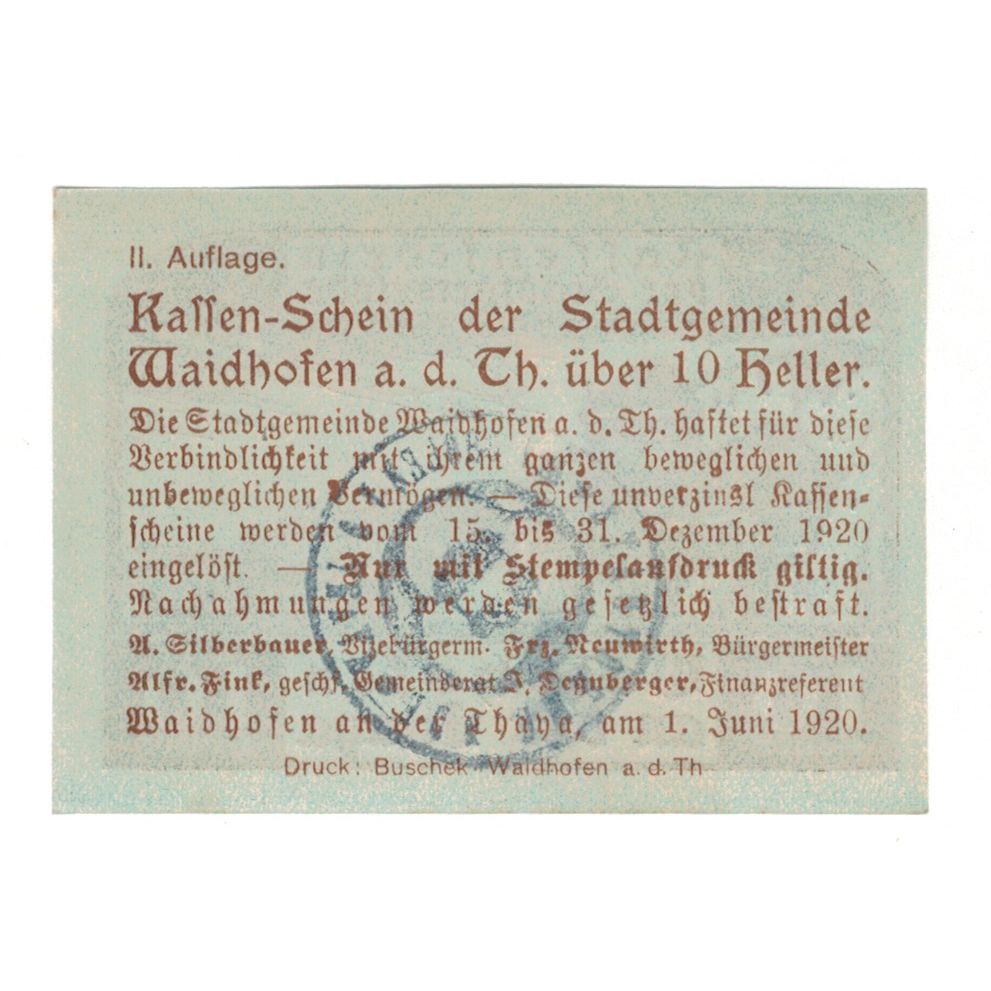 II. Auflage.
Kassen-Schein der Stadtgemeinde
Waidhofen a. d. Th. über 10 Heller.
Die Stadtgemeinde Waidhofen a. d. Th. haftet für diese
Verbindlichkeit mit ihrem ganzen beweglichen und
unbeweglichen Vermögen. — Diese unverzinsl Kassen-
scheine werden vom 15. bis 31. Dezember 1920
eingelöst. — Nur mit Stempelaufdruck giltig.
Nachahmungen werden gesetzlich bestraft.
A. Silberbauer, Vizebürgerm. Frz. Neuwirth, Bürgermeister
Alfr. Fink, geschf. Gemeinderat J. Deyuberger, Finanzreferent
Waidhofen an der Thaya, am 1. Juni 1920.
Druck: Buschek Waidhofen a. d. Th